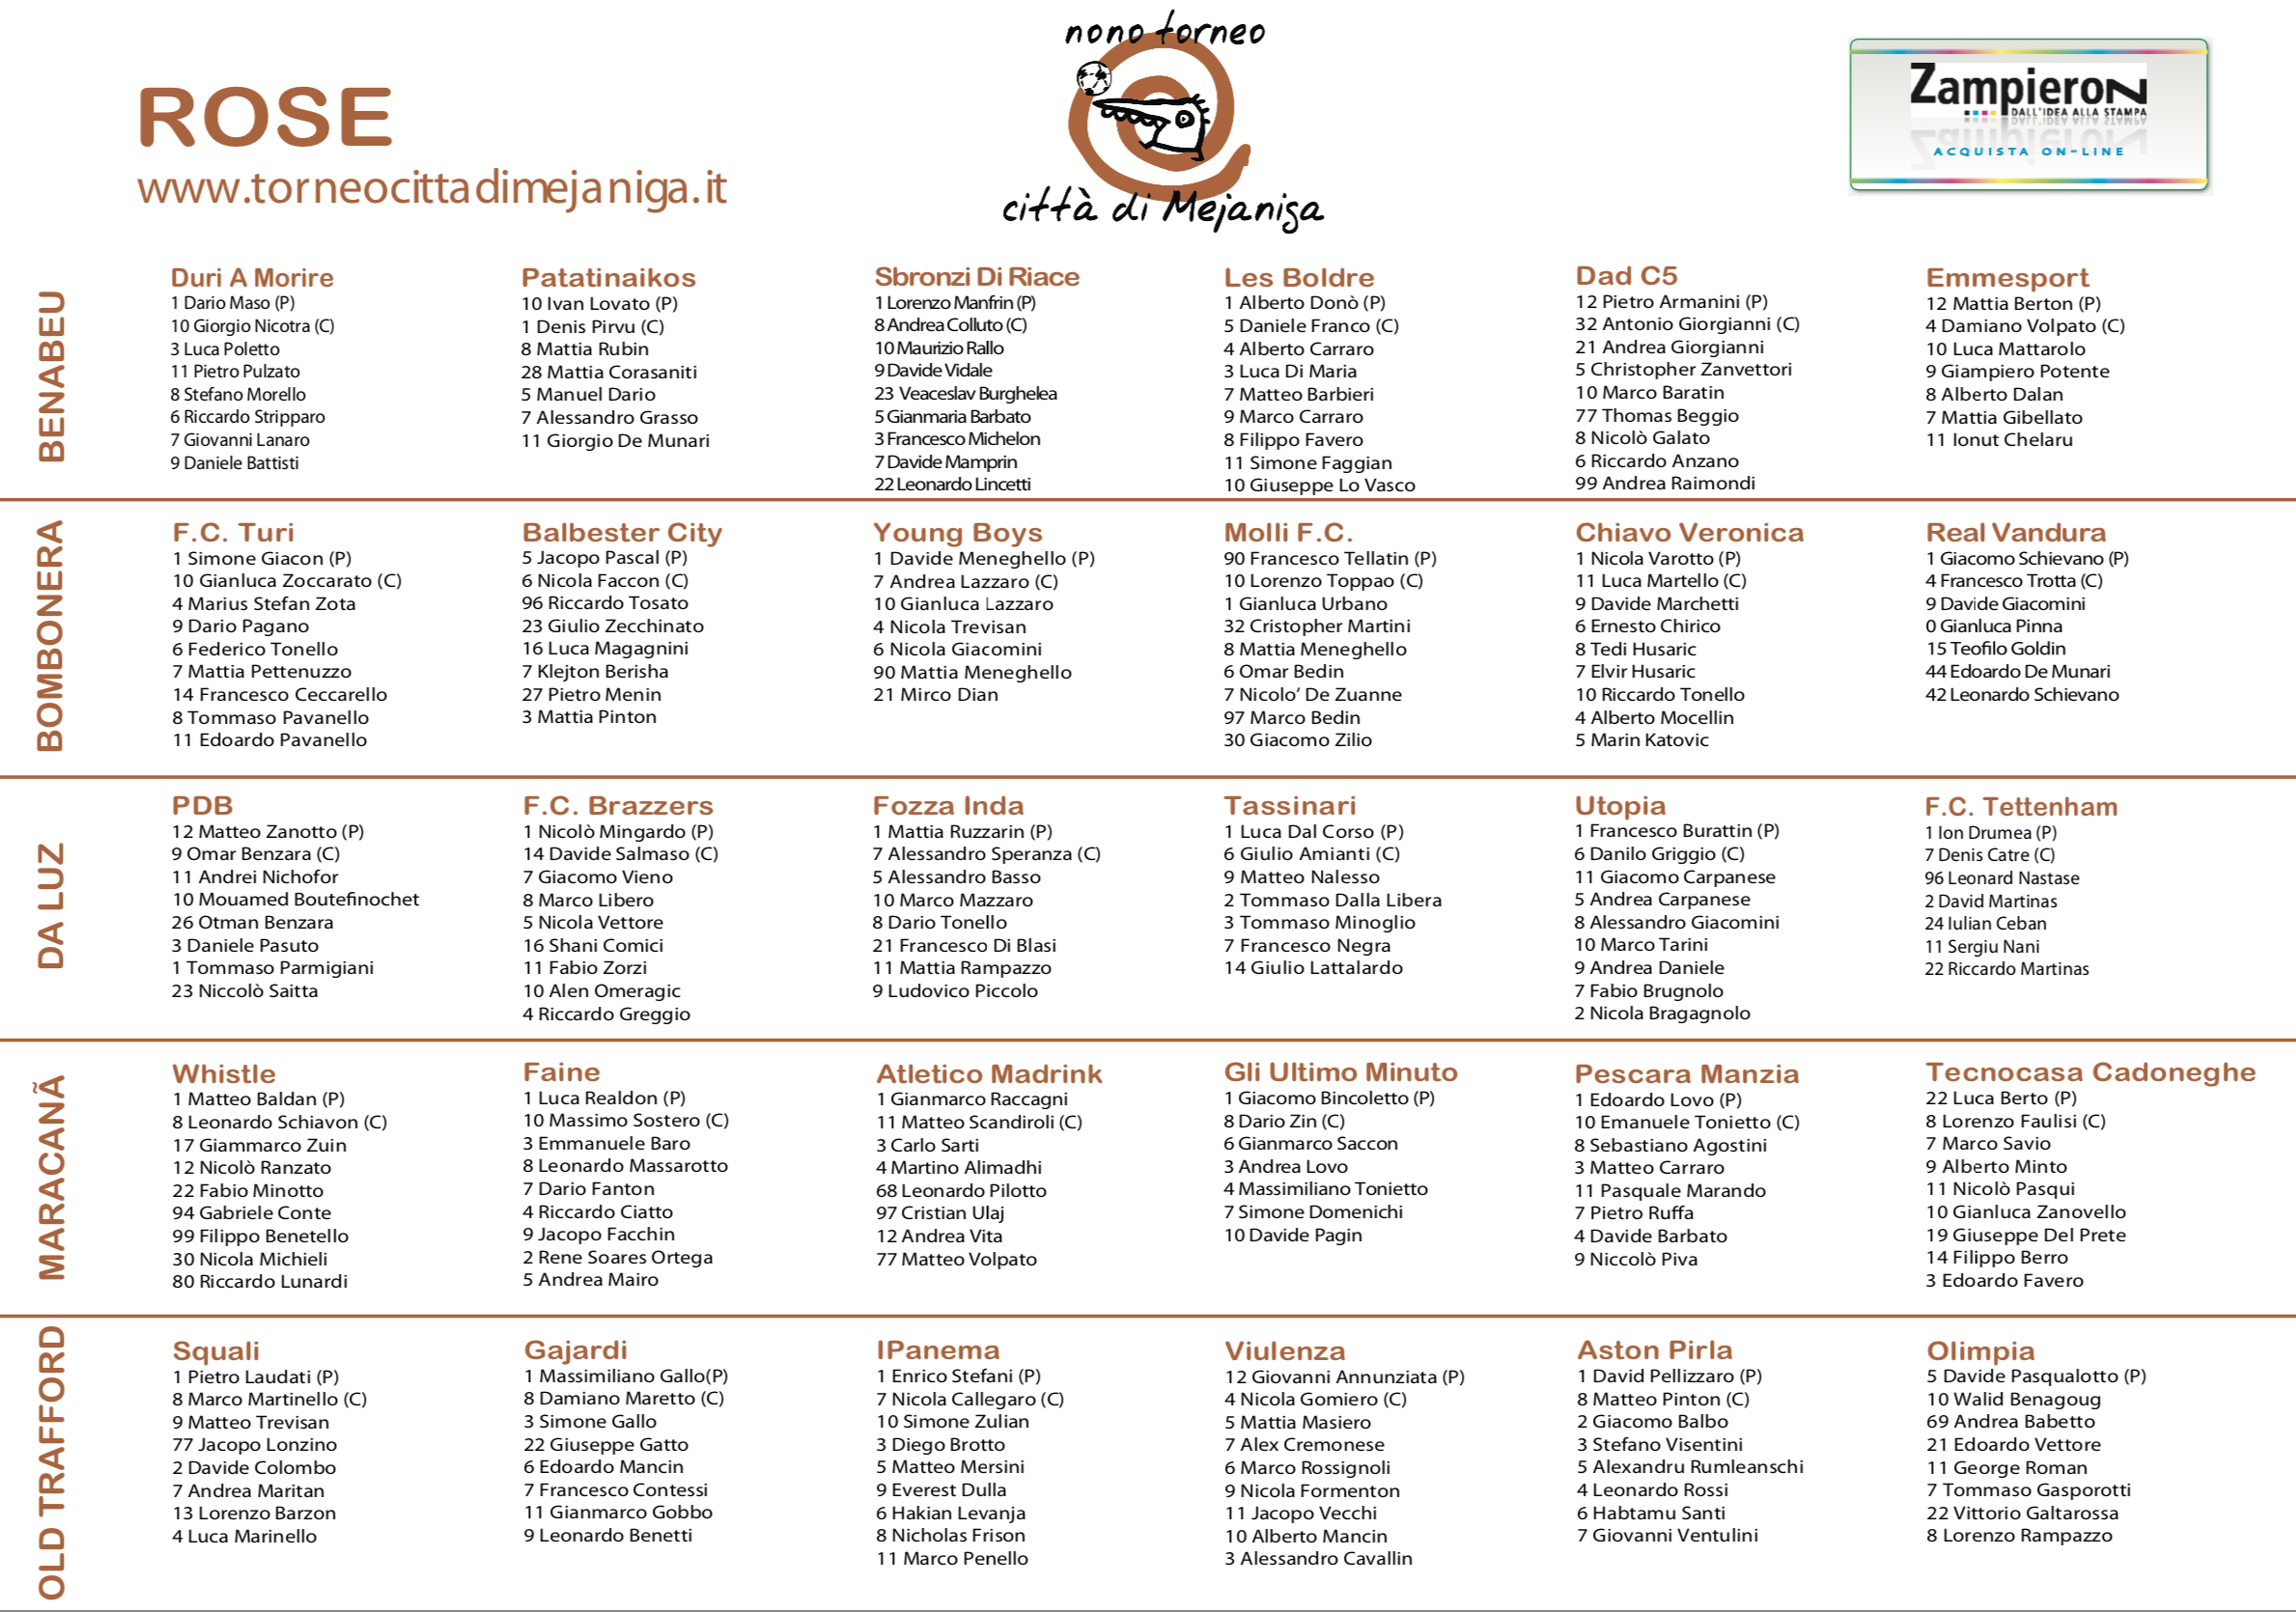 nono torneo
città di Mejaniga
ROSE
www.torneocittadimejaniga.it
Zampieron
DALL'IDEA ALLA STAMPA
ACQUISTA ON-LINE
BENABEU
Duri A Morire
1 Dario Maso (P)
10 Giorgio Nicotra (C)
3 Luca Poletto
11 Pietro Pulzato
8 Stefano Morello
6 Riccardo Stripparo
7 Giovanni Lanaro
9 Daniele Battisti
Patatinaikos
10 Ivan Lovato (P)
1 Denis Pirvu (C)
8 Mattia Rubin
28 Mattia Corasaniti
5 Manuel Dario
7 Alessandro Grasso
11 Giorgio De Munari
Sbronzi Di Riace
1 Lorenzo Manfrin (P)
8 Andrea Colluto (C)
10 Maurizio Rallo
9 Davide Vidale
23 Veaceslav Burghelea
5 Gianmaria Barbato
3 Francesco Michelon
7 Davide Mamprin
22 Leonardo Lincetti
Les Boldre
1 Alberto Donò (P)
5 Daniele Franco (C)
4 Alberto Carraro
3 Luca Di Maria
7 Matteo Barbieri
9 Marco Carraro
8 Filippo Favero
11 Simone Faggian
10 Giuseppe Lo Vasco
Dad C5
12 Pietro Armanini (P)
32 Antonio Giorgianni (C)
21 Andrea Giorgianni
5 Christopher Zanvettori
10 Marco Baratin
77 Thomas Beggio
8 Nicolò Galato
6 Riccardo Anzano
99 Andrea Raimondi
Emmesport
12 Mattia Berton (P)
4 Damiano Volpato (C)
10 Luca Mattarolo
9 Giampiero Potente
8 Alberto Dalan
7 Mattia Gibellato
11 Ionut Chelaru
BOMBONERA
F.C. Turi
1 Simone Giacon (P)
10 Gianluca Zoccarato (C)
4 Marius Stefan Zota
9 Dario Pagano
6 Federico Tonello
7 Mattia Pettenuzzo
14 Francesco Ceccarello
8 Tommaso Pavanello
11 Edoardo Pavanello
Balbester City
5 Jacopo Pascal (P)
6 Nicola Faccon (C)
96 Riccardo Tosato
23 Giulio Zecchinato
16 Luca Magagnini
7 Klejton Berisha
27 Pietro Menin
3 Mattia Pinton
Young Boys
1 Davide Meneghello (P)
7 Andrea Lazzaro (C)
10 Gianluca Lazzaro
4 Nicola Trevisan
6 Nicola Giacomini
90 Mattia Meneghello
21 Mirco Dian
Molli F.C.
90 Francesco Tellatin (P)
10 Lorenzo Toppao (C)
1 Gianluca Urbano
32 Cristopher Martini
8 Mattia Meneghello
6 Omar Bedin
7 Nicolo' De Zuanne
97 Marco Bedin
30 Giacomo Zilio
Chiavo Veronica
1 Nicola Varotto (P)
11 Luca Martello (C)
9 Davide Marchetti
6 Ernesto Chirico
8 Tedi Husaric
7 Elvir Husaric
10 Riccardo Tonello
4 Alberto Mocellin
5 Marin Katovic
Real Vandura
1 Giacomo Schievano (P)
4 Francesco Trotta (C)
9 Davide Giacomini
0 Gianluca Pinna
15 Teofilo Goldin
44 Edoardo De Munari
42 Leonardo Schievano
DA LUZ
PDB
12 Matteo Zanotto (P)
9 Omar Benzara (C)
11 Andrei Nichofor
10 Mouamed Boutefinochet
26 Otman Benzara
3 Daniele Pasuto
1 Tommaso Parmigiani
23 Niccolò Saitta
F.C. Brazzers
1 Nicolò Mingardo (P)
14 Davide Salmaso (C)
7 Giacomo Vieno
8 Marco Libero
5 Nicola Vettore
16 Shani Comici
11 Fabio Zorzi
10 Alen Omeragic
4 Riccardo Greggio
Fozza Inda
1 Mattia Ruzzarin (P)
7 Alessandro Speranza (C)
5 Alessandro Basso
10 Marco Mazzaro
8 Dario Tonello
21 Francesco Di Blasi
11 Mattia Rampazzo
9 Ludovico Piccolo
Tassinari
1 Luca Dal Corso (P)
6 Giulio Amianti (C)
9 Matteo Nalesso
2 Tommaso Dalla Libera
3 Tommaso Minoglio
7 Francesco Negra
14 Giulio Lattalardo
Utopia
1 Francesco Burattin (P)
6 Danilo Griggio (C)
11 Giacomo Carpanese
5 Andrea Carpanese
8 Alessandro Giacomini
10 Marco Tarini
9 Andrea Daniele
7 Fabio Brugnolo
2 Nicola Bragagnolo
F.C. Tettenham
1 Ion Drumea (P)
7 Denis Catre (C)
96 Leonard Nastase
2 David Martinas
24 Iulian Ceban
11 Sergiu Nani
22 Riccardo Martinas
MARACANÃ
Whistle
1 Matteo Baldan (P)
8 Leonardo Schiavon (C)
17 Giammarco Zuin
12 Nicolò Ranzato
22 Fabio Minotto
94 Gabriele Conte
99 Filippo Benetello
30 Nicola Michieli
80 Riccardo Lunardi
Faine
1 Luca Realdon (P)
10 Massimo Sostero (C)
3 Emmanuele Baro
8 Leonardo Massarotto
7 Dario Fanton
4 Riccardo Ciatto
9 Jacopo Facchin
2 Rene Soares Ortega
5 Andrea Mairo
Atletico Madrink
1 Gianmarco Raccagni
11 Matteo Scandiroli (C)
3 Carlo Sarti
4 Martino Alimadhi
68 Leonardo Pilotto
97 Cristian Ulaj
12 Andrea Vita
77 Matteo Volpato
Gli Ultimo Minuto
1 Giacomo Bincoletto (P)
8 Dario Zin (C)
6 Gianmarco Saccon
3 Andrea Lovo
4 Massimiliano Tonietto
7 Simone Domenichi
10 Davide Pagin
Pescara Manzia
1 Edoardo Lovo (P)
10 Emanuele Tonietto (C)
8 Sebastiano Agostini
3 Matteo Carraro
11 Pasquale Marando
7 Pietro Ruffa
4 Davide Barbato
9 Niccolò Piva
Tecnocasa Cadoneghe
22 Luca Berto (P)
8 Lorenzo Faulisi (C)
7 Marco Savio
9 Alberto Minto
11 Nicolò Pasqui
10 Gianluca Zanovello
19 Giuseppe Del Prete
14 Filippo Berro
3 Edoardo Favero
OLD TRAFFORD
Squali
1 Pietro Laudati (P)
8 Marco Martinello (C)
9 Matteo Trevisan
77 Jacopo Lonzino
2 Davide Colombo
7 Andrea Maritan
13 Lorenzo Barzon
4 Luca Marinello
Gajardi
1 Massimiliano Gallo(P)
8 Damiano Maretto (C)
3 Simone Gallo
22 Giuseppe Gatto
6 Edoardo Mancin
7 Francesco Contessi
11 Gianmarco Gobbo
9 Leonardo Benetti
IPanema
1 Enrico Stefani (P)
7 Nicola Callegaro (C)
10 Simone Zulian
3 Diego Brotto
5 Matteo Mersini
9 Everest Dulla
6 Hakian Levanja
8 Nicholas Frison
11 Marco Penello
Viulenza
12 Giovanni Annunziata (P)
4 Nicola Gomiero (C)
5 Mattia Masiero
7 Alex Cremonese
6 Marco Rossignoli
9 Nicola Formenton
11 Jacopo Vecchi
10 Alberto Mancin
3 Alessandro Cavallin
Aston Pirla
1 David Pellizzaro (P)
8 Matteo Pinton (C)
2 Giacomo Balbo
3 Stefano Visentini
5 Alexandru Rumleanschi
4 Leonardo Rossi
6 Habtamu Santi
7 Giovanni Ventulini
Olimpia
5 Davide Pasqualotto (P)
10 Walid Benagoug
69 Andrea Babetto
21 Edoardo Vettore
11 George Roman
7 Tommaso Gasporotti
22 Vittorio Galtarossa
8 Lorenzo Rampazzo